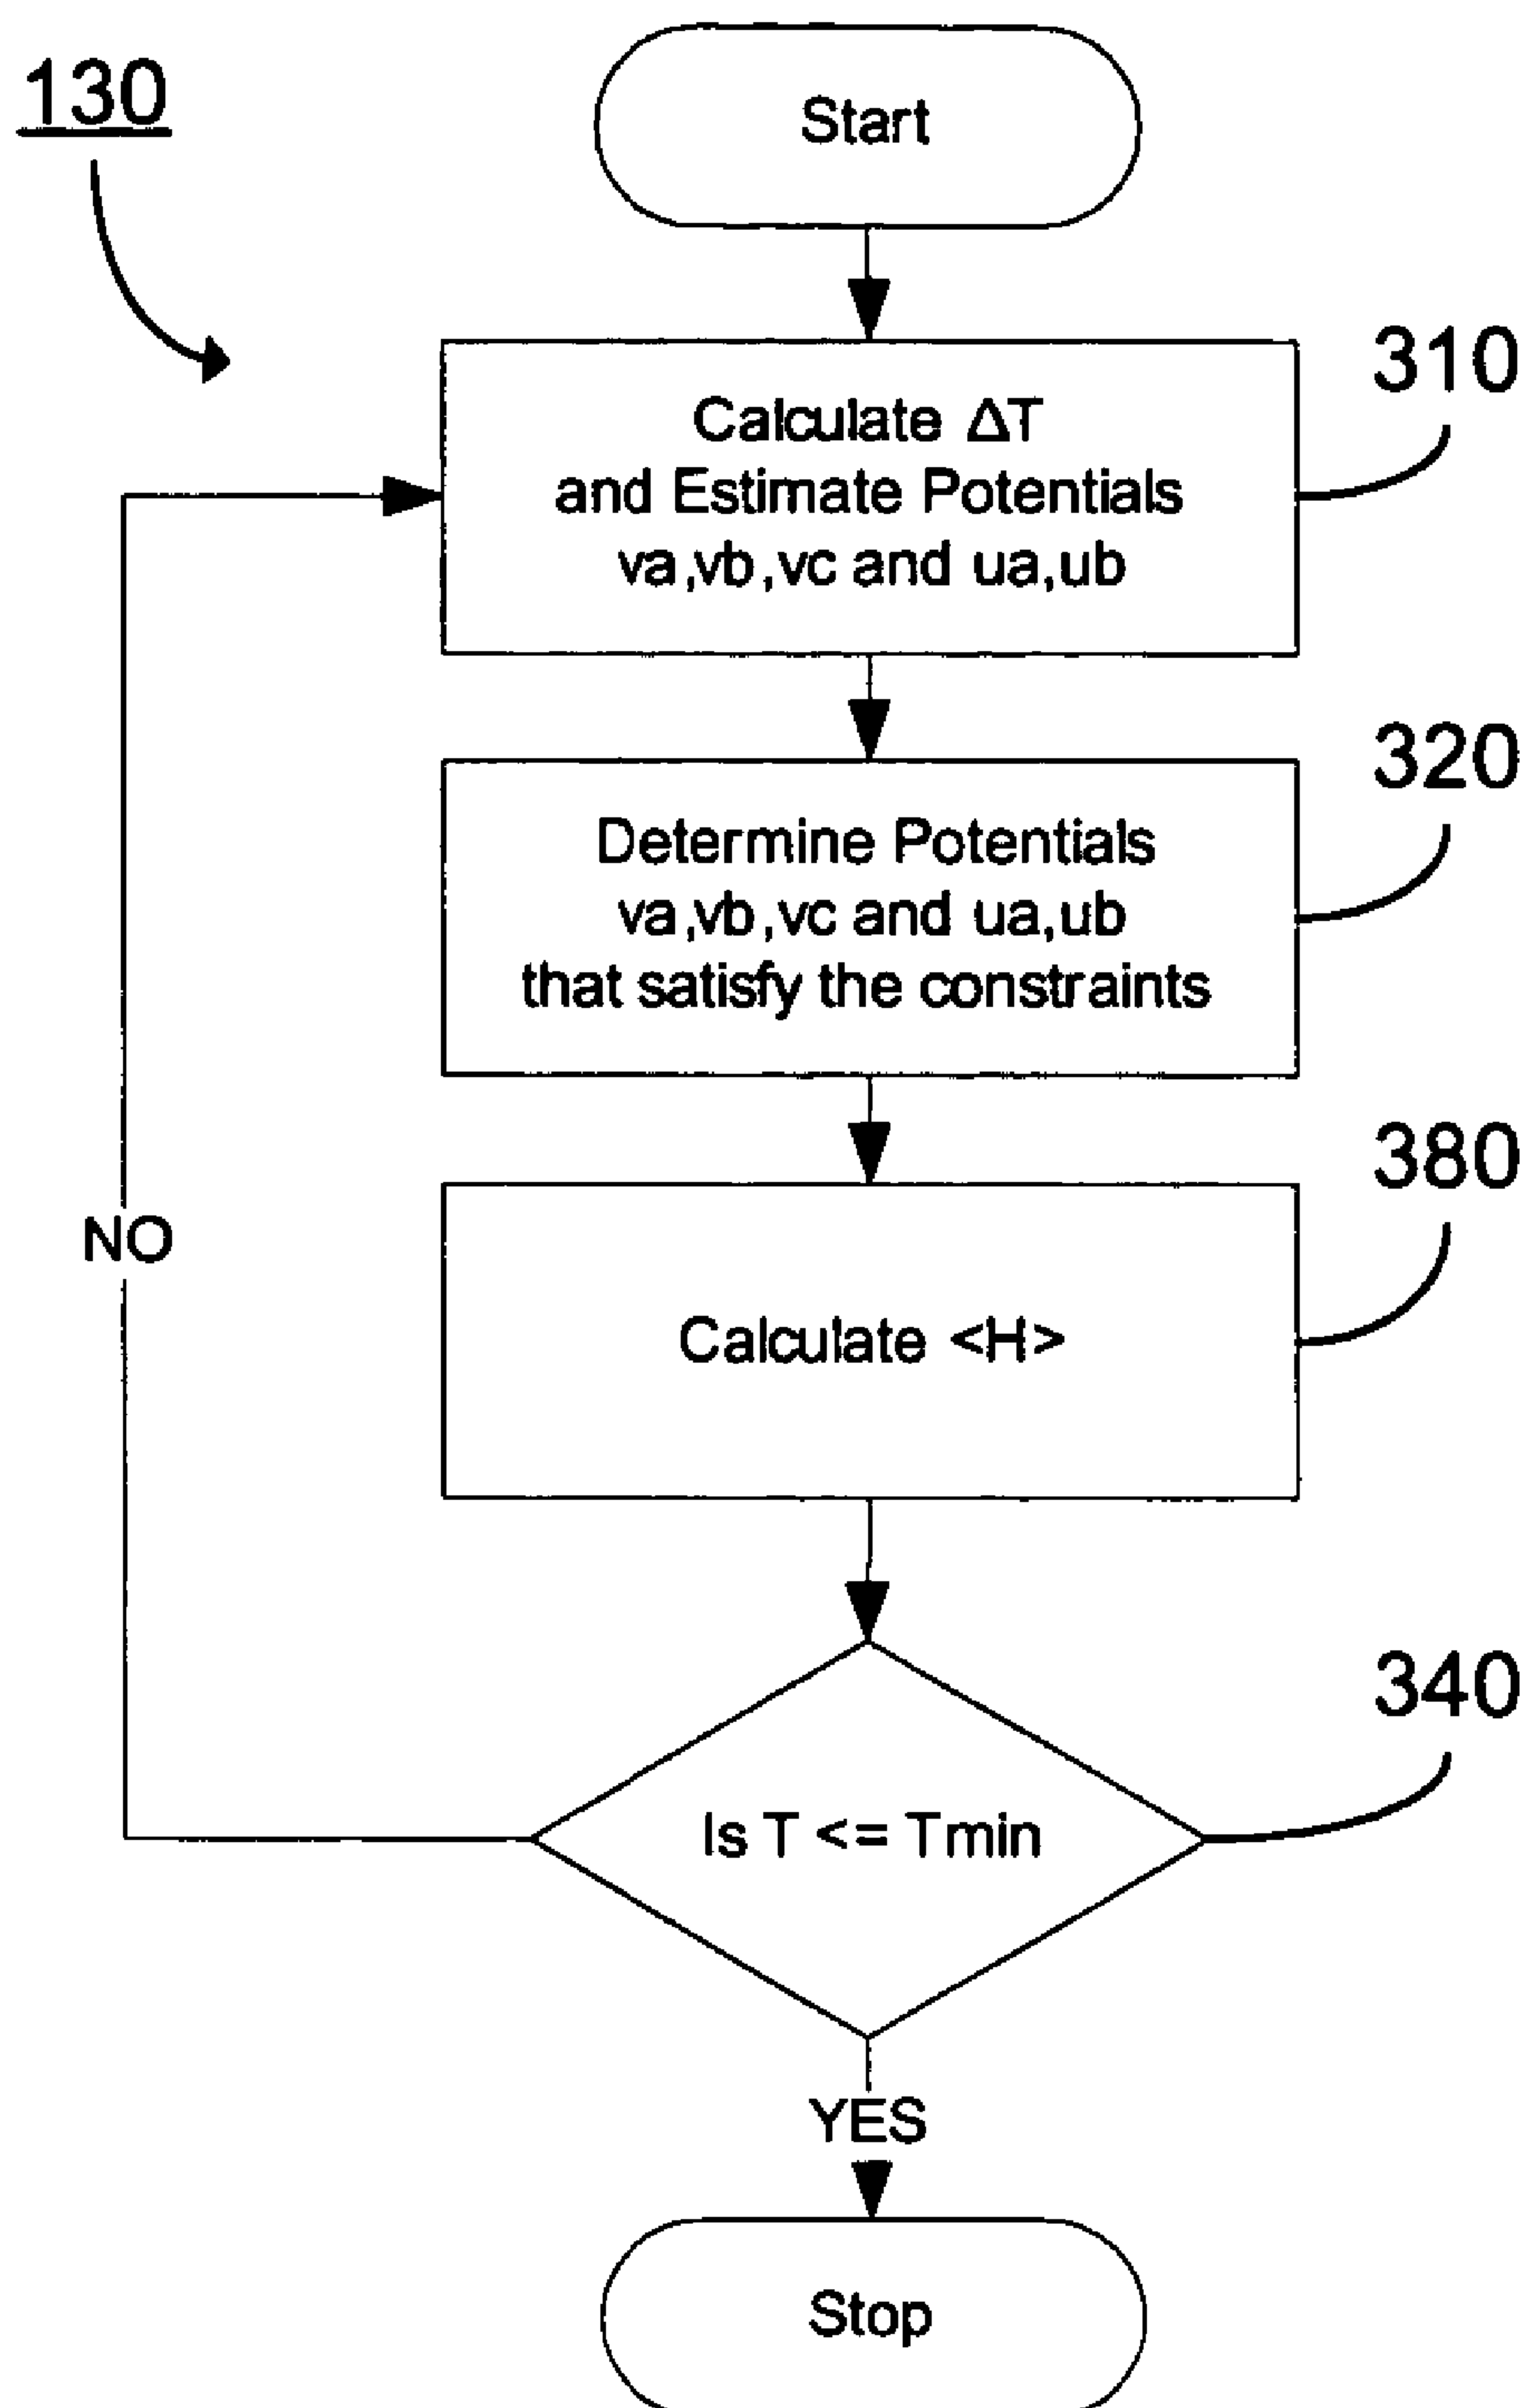 130
Start
310
Calculate ΔT
and Estimate Potentials
va,vb,vc and ua,ub
320
Determine Potentials
va,vb,vc and ua,ub
that satisfy the constraints
380
Calculate <H>
NO
340
Is T <= Tmin
YES
Stop